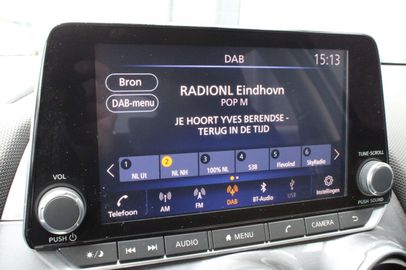 DAB
15:13
Bron
DAB-menu
RADIONL Eindhovn
POP M
JE HOORT YVES BERENDSE -
TERUG IN DE TIJD
1 2 3 4 5 6
NL Ut NL NH 100% NL 538 Flevolnd SkyRadio
Telefoon AM FM DAB BT-Audio USB Instellingen
VOL
PUSH
TUNE·SCROLL
PUSH SOUND
AUDIO MENU CAMERA